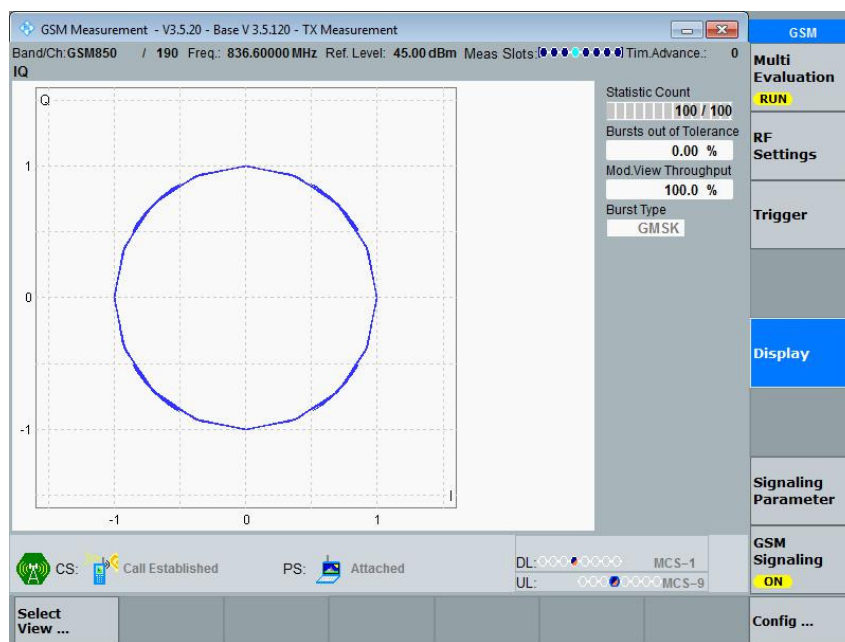 GSM Measurement - V3.5.20 - Base V 3.5.120 - TX Measurement
GSM
Band/Ch:GSM850 / 190 Freq.: 836.60000 MHz Ref. Level: 45.00 dBm Meas Slots: Tim.Advance.: 0
IQ
Q
1
0
-1
-1 0 1
I
Statistic Count
100 / 100
Bursts out of Tolerance
0.00 %
Mod.View Throughput
100.0 %
Burst Type
GMSK
Multi
Evaluation
RUN
RF
Settings
Trigger
Display
Signaling
Parameter
GSM
Signaling
ON
CS: Call Established PS: Attached
DL: MCS-1
UL: MCS-9
Select
View ...
Config ...